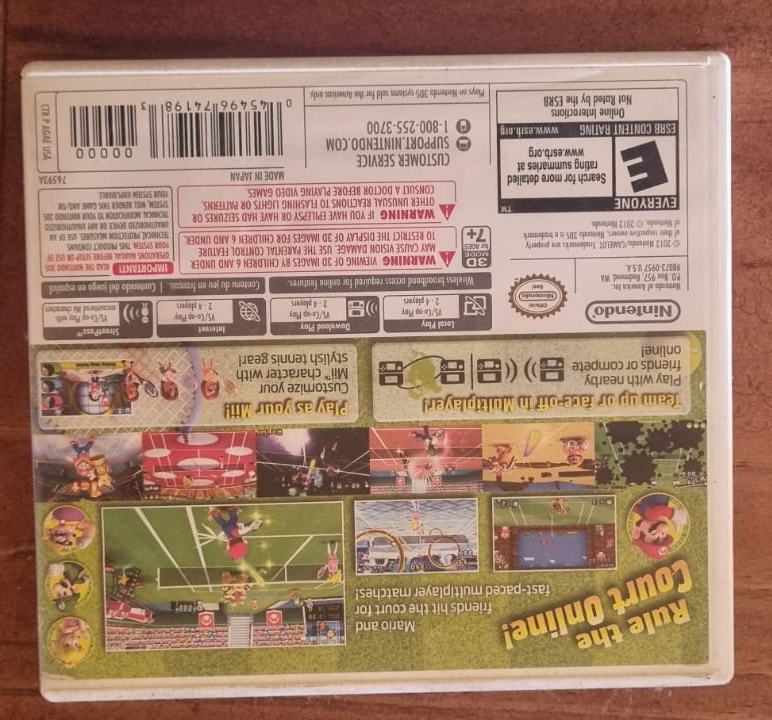 Rule the
Court Online!
Mario and
friends hit the court for
fast-paced multiplayer matches!
Team up or face-off in Multiplayer!
Play with nearby
friends or compete
online!
Play as your Mii!
Customize your
Mii™ character with
stylish tennis gear!
Local Play
2 - 4 players
VS/Co-op Play
Download Play
2 - 4 players
VS/Co-op Play
Internet
2 - 4 players
VS/Co-op Play
StreetPass™
VS/Co-op Play with
encountered Mii characters
Wireless broadband access required for online features.
Contenu du jeu en français.
Contenido del juego en español.
Nintendo
Official
Nintendo
Seal
Nintendo of America Inc.
P.O. Box 957, Redmond, WA
98073-0957 U.S.A.
© 2012 Nintendo/CAMELOT. Trademarks are property
of their respective owners. Nintendo 3DS is a trademark
of Nintendo. © 2012 Nintendo.
3D
MODE
FOR AGES
7+
WARNING VIEWING OF 3D IMAGES BY CHILDREN 6 AND UNDER
MAY CAUSE VISION DAMAGE. USE THE PARENTAL CONTROL FEATURE
TO RESTRICT THE DISPLAY OF 3D IMAGES FOR CHILDREN 6 AND UNDER.
WARNING IF YOU HAVE EPILEPSY OR HAVE HAD SEIZURES OR
OTHER UNUSUAL REACTIONS TO FLASHING LIGHTS OR PATTERNS,
CONSULT A DOCTOR BEFORE PLAYING VIDEO GAMES.
IMPORTANT! READ THE NINTENDO 3DS
OPERATIONS MANUAL BEFORE SETUP OR USE OF
YOUR SYSTEM. THIS PRODUCT CONTAINS
TECHNICAL PROTECTION MEASURES. USE OF AN
UNAUTHORIZED DEVICE OR ANY UNAUTHORIZED
TECHNICAL MODIFICATION TO YOUR NINTENDO 3DS
SYSTEM, WILL RENDER THIS GAME AND/OR
YOUR SYSTEM UNPLAYABLE.
EVERYONE
TM
E
Search for more detailed
rating summaries at
www.esrb.org
ESRB CONTENT RATING www.esrb.org
Online Interactions
Not Rated by the ESRB
CUSTOMER SERVICE
SUPPORT.NINTENDO.COM
1-800-255-3700
Plays on Nintendo 3DS systems sold for the Americas only.
MADE IN JAPAN
76593A
00000
0 45496 74198 3
CTR P AGAE USA